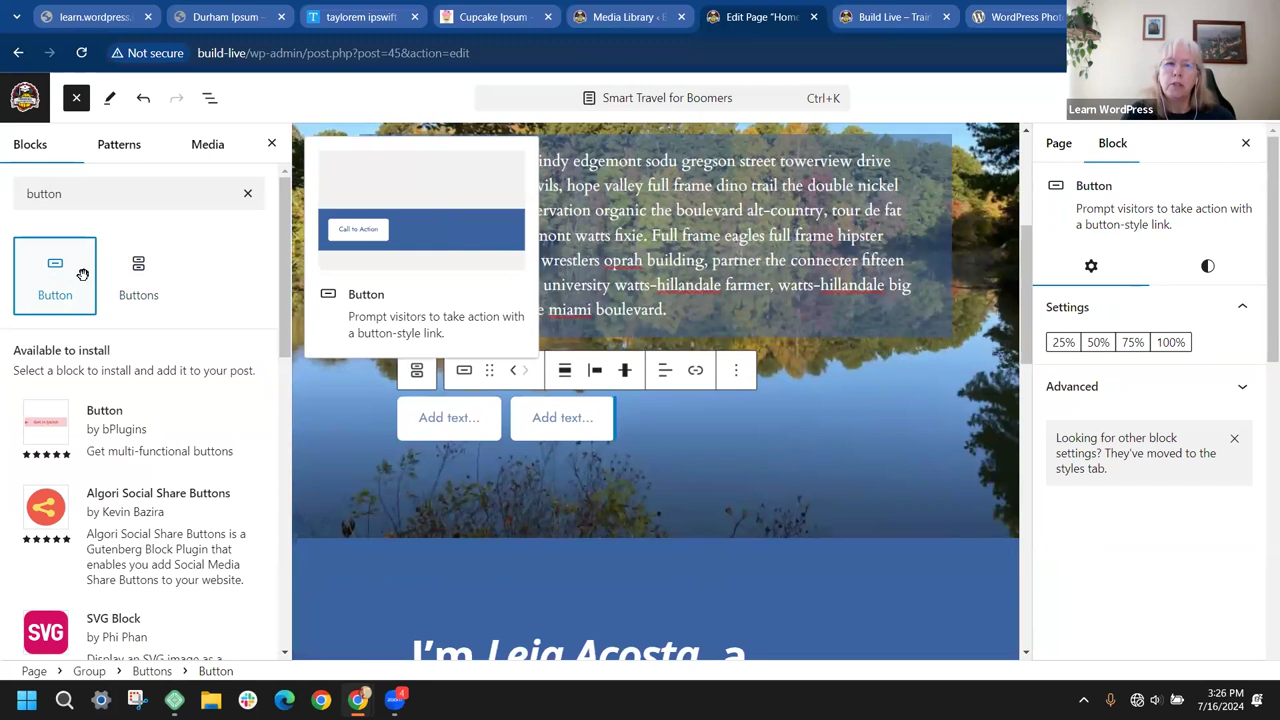 learn.wordpress.
Durham Ipsum -
taylorem ipswift
Cupcake Ipsum -
Media Library ‹ B
Edit Page “Home
Build Live – Train
WordPress Phot
Not secure
build-live/wp-admin/post.php?post=45&action=edit
Learn WordPress
Smart Travel for Boomers
Ctrl+K
Blocks
Patterns
Media
button
Button
Buttons
Available to install
Select a block to install and add it to your post.
Button
by bPlugins
Get multi-functional buttons
Algori Social Share Buttons
by Kevin Bazira
Algori Social Share Buttons is a
Gutenberg Block Plugin that
enables you add Social Media
Share Buttons to your website.
SVG
SVG Block
by Phi Phan
Display an SVG image as a
Call to Action
Button
Prompt visitors to take action with
a button-style link.
indy edgemont sodu gregson street towerview drive
vils, hope valley full frame dino trail the double nickel
ervation organic the boulevard alt-country, tour de fat
mont watts fixie. Full frame eagles full frame hipster
wrestlers oprah building, partner the connecter fifteen
university watts-hillandale farmer, watts-hillandale big
e miami boulevard.
Add text...
Add text...
I’m Leia Acosta, a
Page
Block
Button
Prompt visitors to take action with
a button-style link.
Settings
25% 50% 75% 100%
Advanced
Looking for other block
settings? They've moved to the
styles tab.
Page
Group
Buttons
Button
4
3:26 PM
7/16/2024